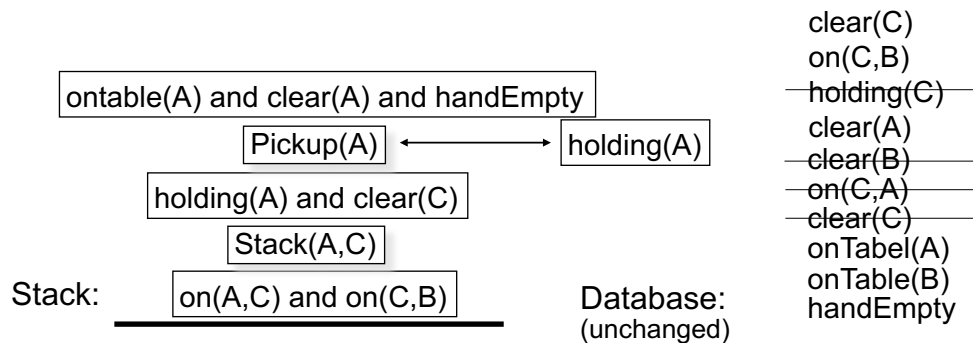 ontable(A) and clear(A) and handEmpty
Pickup(A)
holding(A)
holding(A) and clear(C)
Stack(A,C)
Stack:
on(A,C) and on(C,B)
Database:
(unchanged)
clear(C)
on(C,B)
holding(C)
clear(A)
clear(B)
on(C,A)
clear(C)
onTabel(A)
onTable(B)
handEmpty